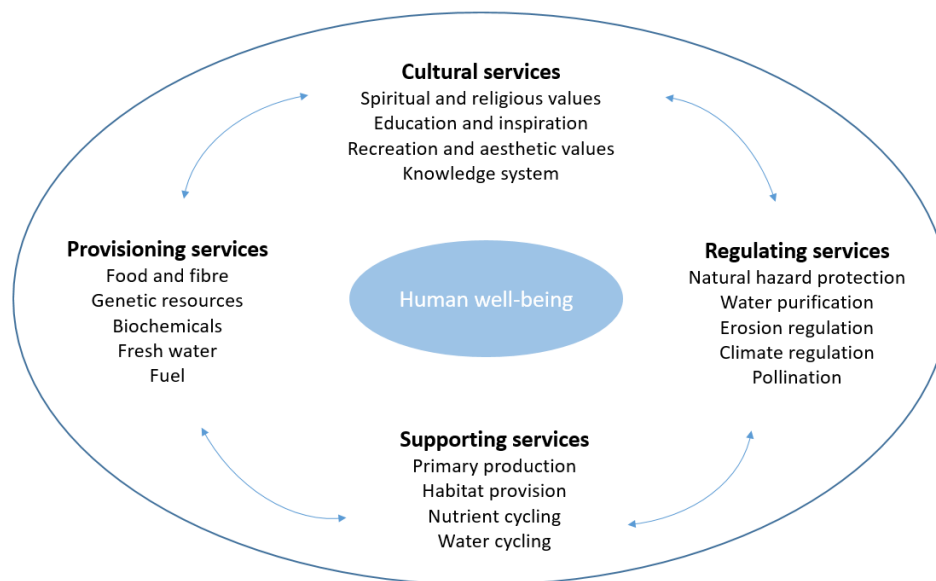 Cultural services
Spiritual and religious values
Education and inspiration
Recreation and aesthetic values
Knowledge system
Provisioning services
Food and fibre
Genetic resources
Biochemicals
Fresh water
Fuel
Human well-being
Regulating services
Natural hazard protection
Water purification
Erosion regulation
Climate regulation
Pollination
Supporting services
Primary production
Habitat provision
Nutrient cycling
Water cycling